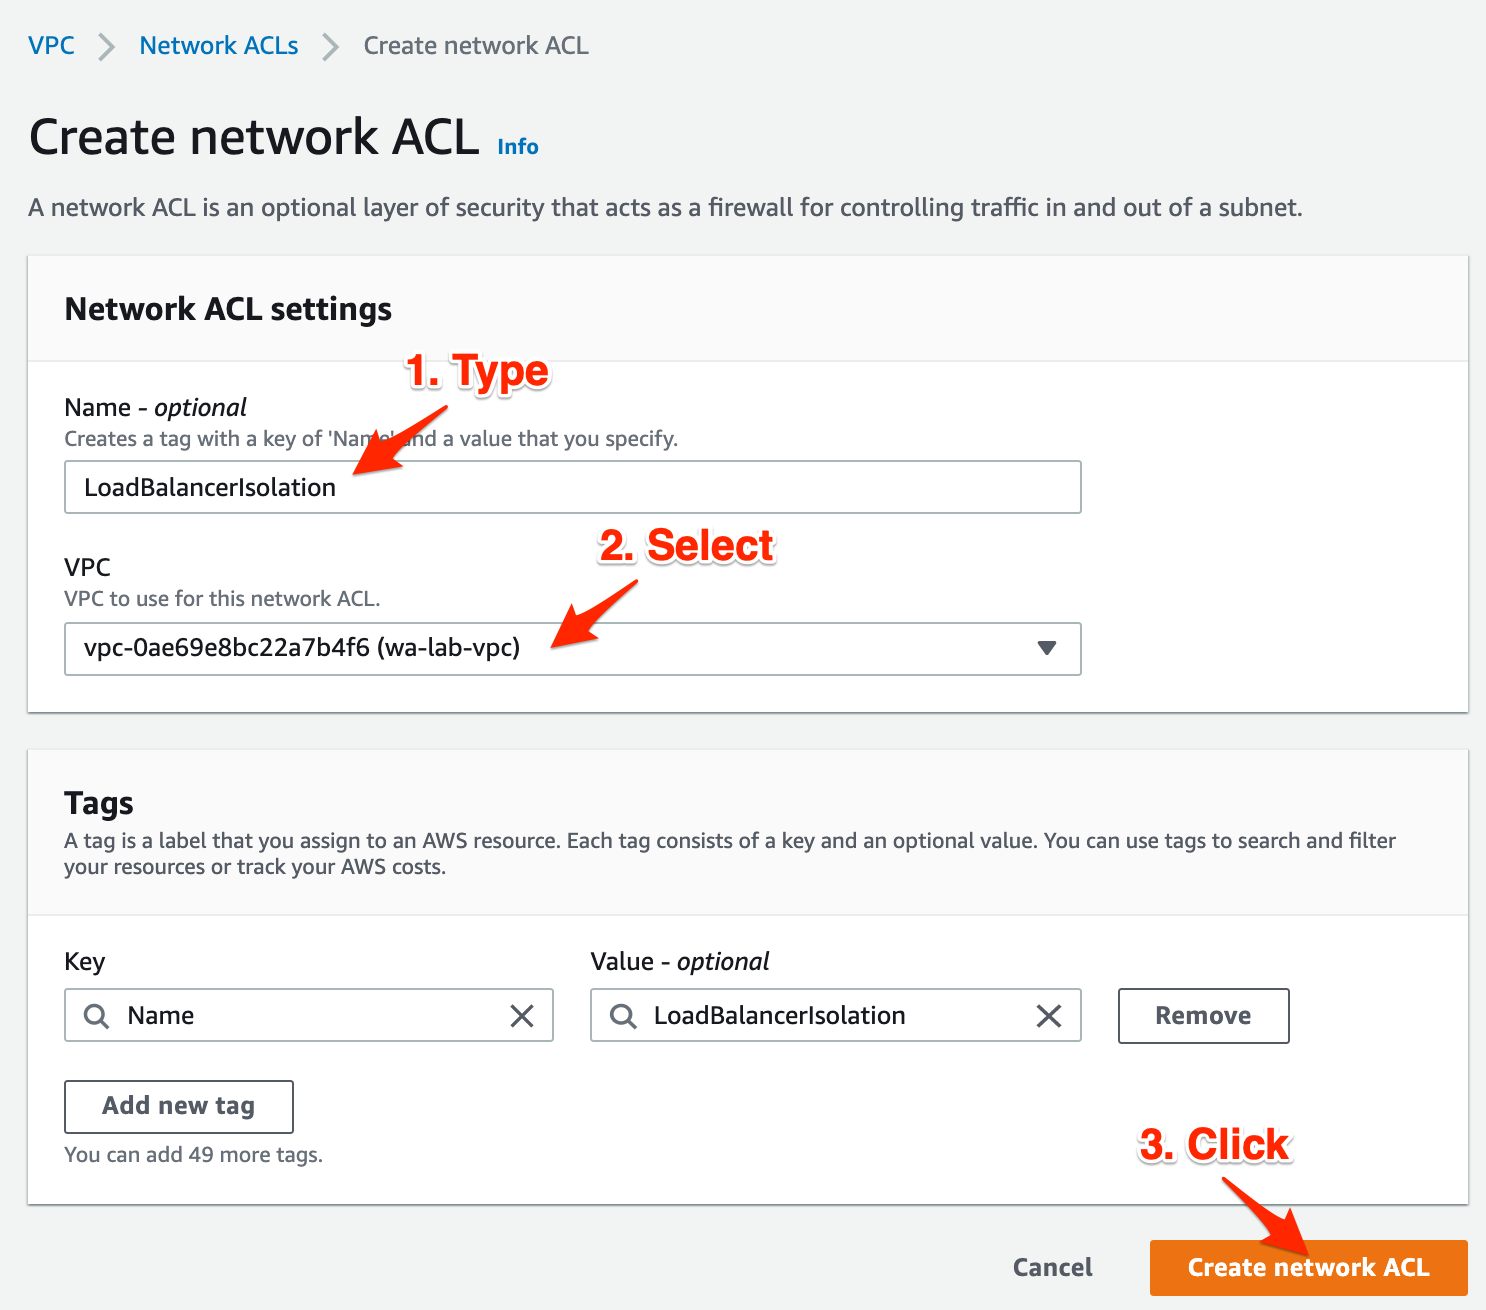 VPC > Network ACLs > Create network ACL
Create network ACL Info
A network ACL is an optional layer of security that acts as a firewall for controlling traffic in and out of a subnet.
Network ACL settings
1. Type
Name - optional
Creates a tag with a key of 'Name' and a value that you specify.
LoadBalancerIsolation
2. Select
VPC
VPC to use for this network ACL.
vpc-0ae69e8bc22a7b4f6 (wa-lab-vpc)
Tags
A tag is a label that you assign to an AWS resource. Each tag consists of a key and an optional value. You can use tags to search and filter
your resources or track your AWS costs.
Key Value - optional
Name LoadBalancerIsolation Remove
Add new tag
You can add 49 more tags.
3. Click
Cancel Create network ACL